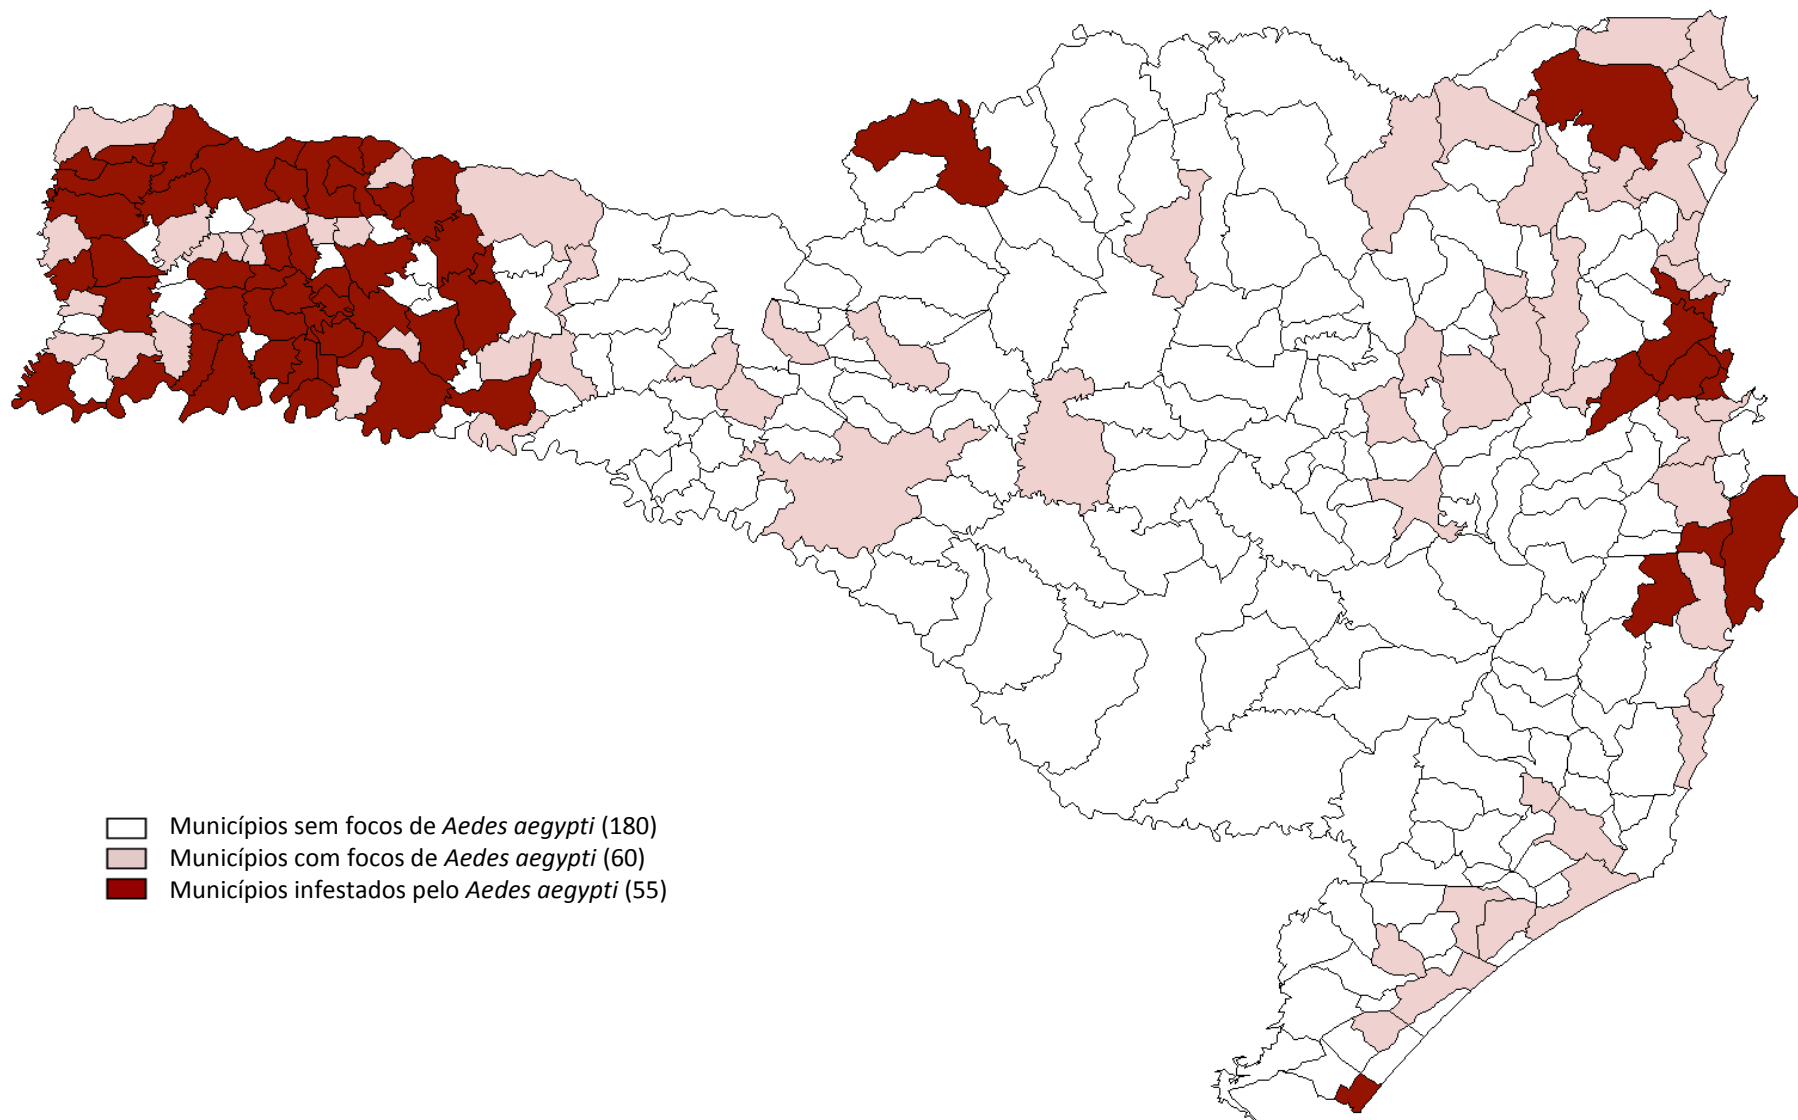 Municípios sem focos de Aedes aegypti (180)
Municípios com focos de Aedes aegypti (60)
Municípios infestados pelo Aedes aegypti (55)